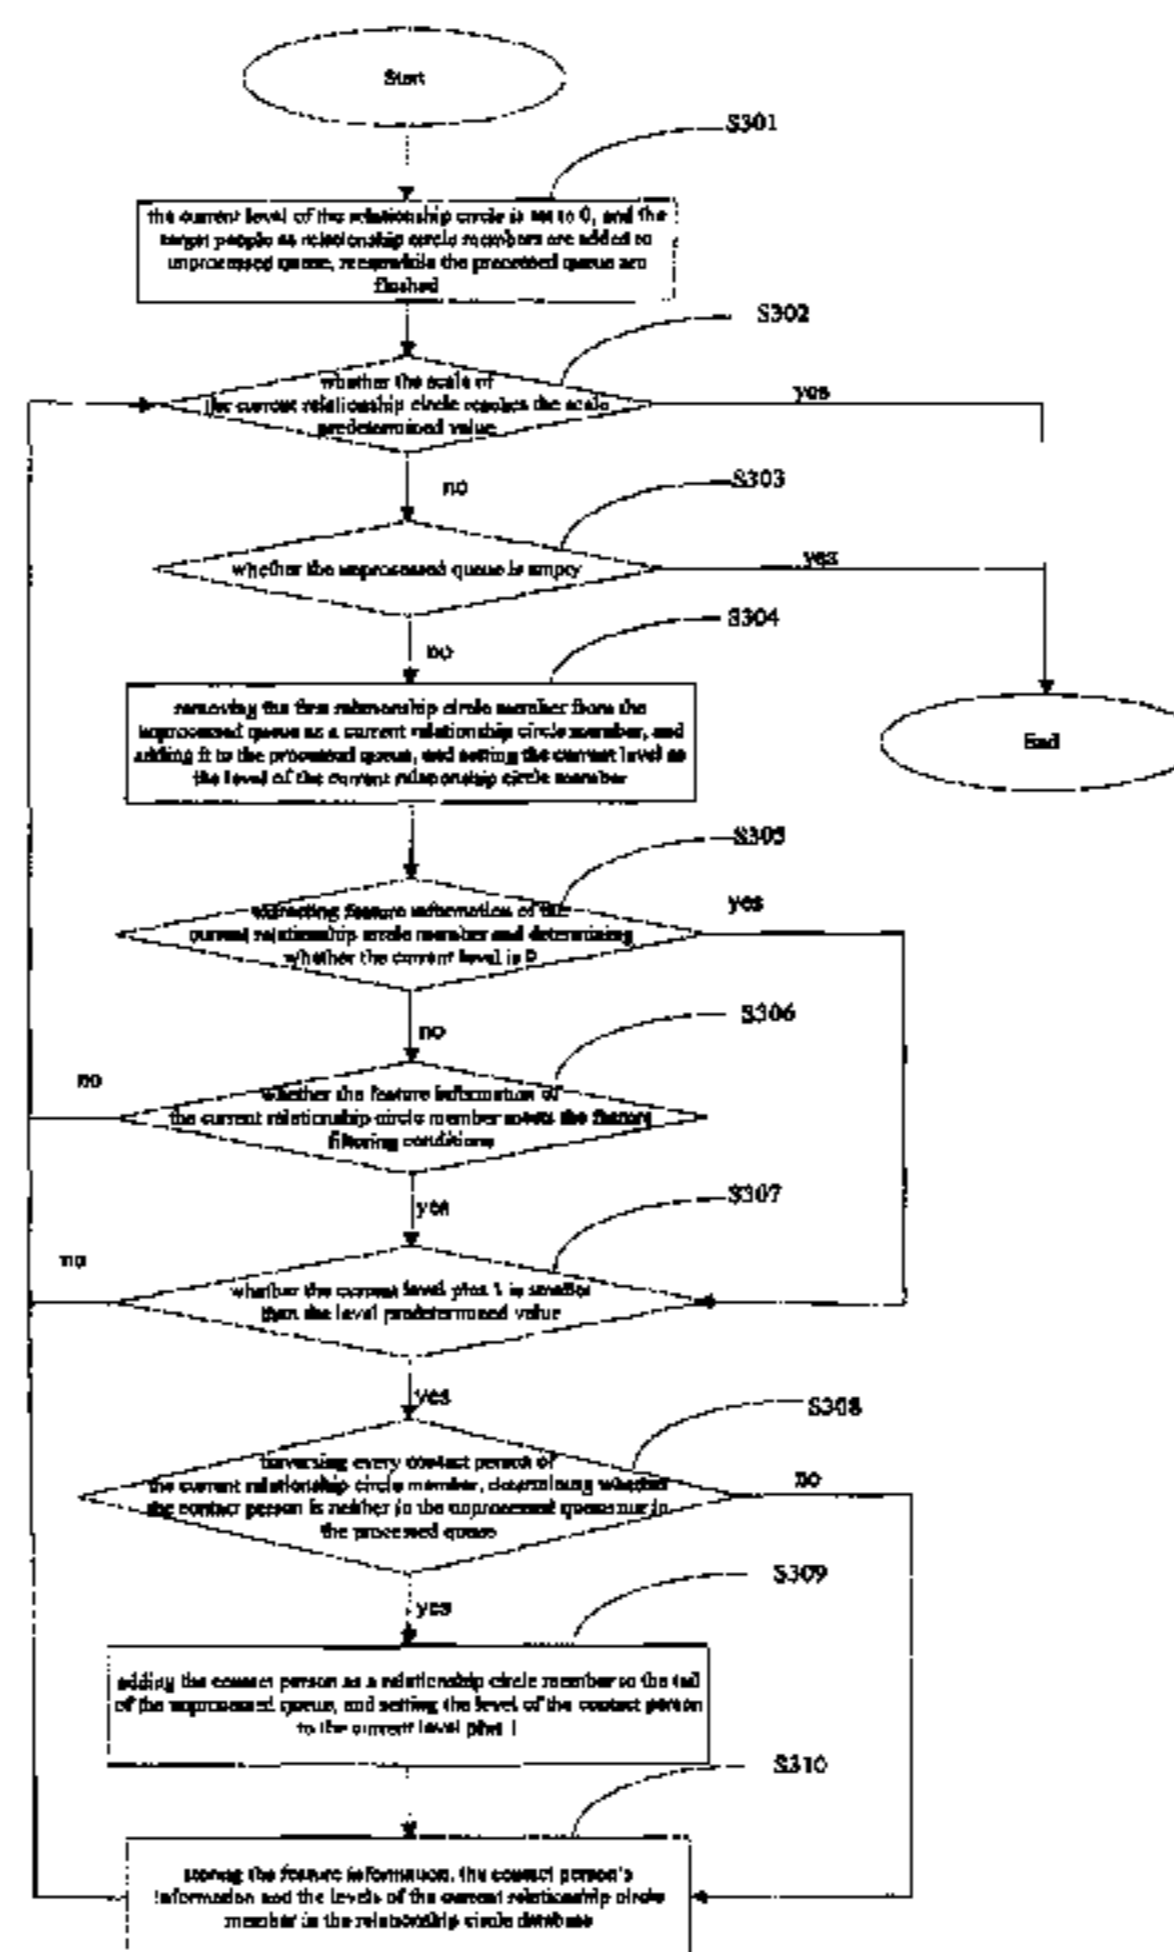 Start
S301
the current level of the relationship circle is set to 0, and the
target people as relationship circle members are added to
unprocessed queue, meanwhile the processed queue are
flushed
S302
whether the scale of
the current relationship circle reaches the scale
predetermined value
yes
no
S303
whether the unprocessed queue is empty
yes
no
S304
removing the first relationship circle member from the
unprocessed queue as a current relationship circle member, and
adding it to the processed queue, and setting the current level as
the level of the current relationship circle member
End
S305
extracting feature information of the
current relationship circle member and determining
whether the current level is 0
yes
no
S306
whether the feature information of
the current relationship circle member meets the feature
filtering conditions
no
yes
S307
whether the current level plus 1 is smaller
than the level predetermined value
no
yes
S308
traversing every contact person of
the current relationship circle member, determining whether
the contact person is neither in the unprocessed queue nor in
the processed queue
no
yes
S309
adding the contact person as a relationship circle member to the tail
of the unprocessed queue, and setting the level of the contact person
to the current level plus 1
S310
storing the feature information, the contact person's
information and the levels of the current relationship circle
member in the relationship circle database